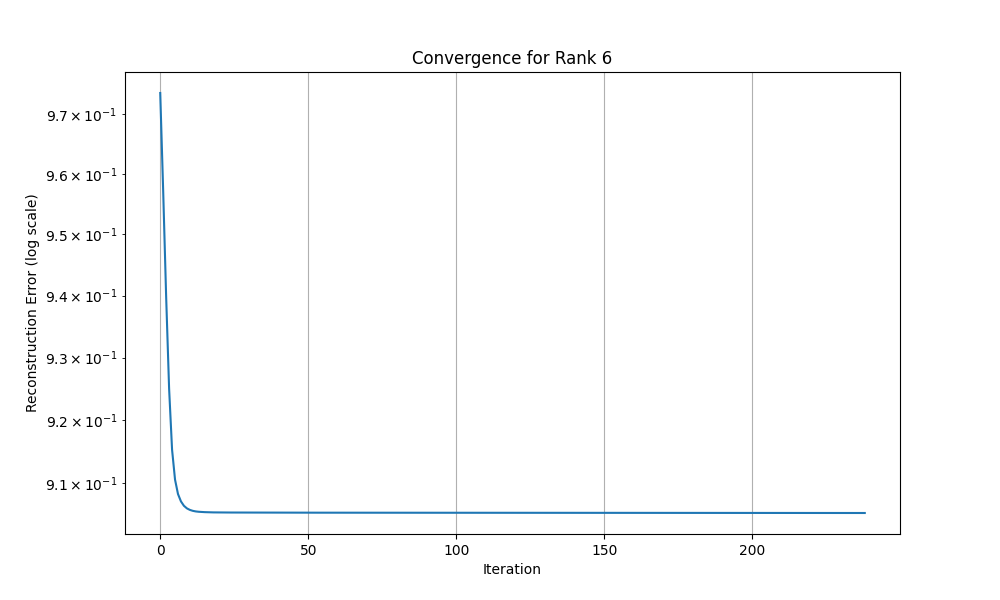 Convergence for Rank 6
Reconstruction Error (log scale)
9.7 × 10⁻¹
9.6 × 10⁻¹
9.5 × 10⁻¹
9.4 × 10⁻¹
9.3 × 10⁻¹
9.2 × 10⁻¹
9.1 × 10⁻¹
0 50 100 150 200
Iteration